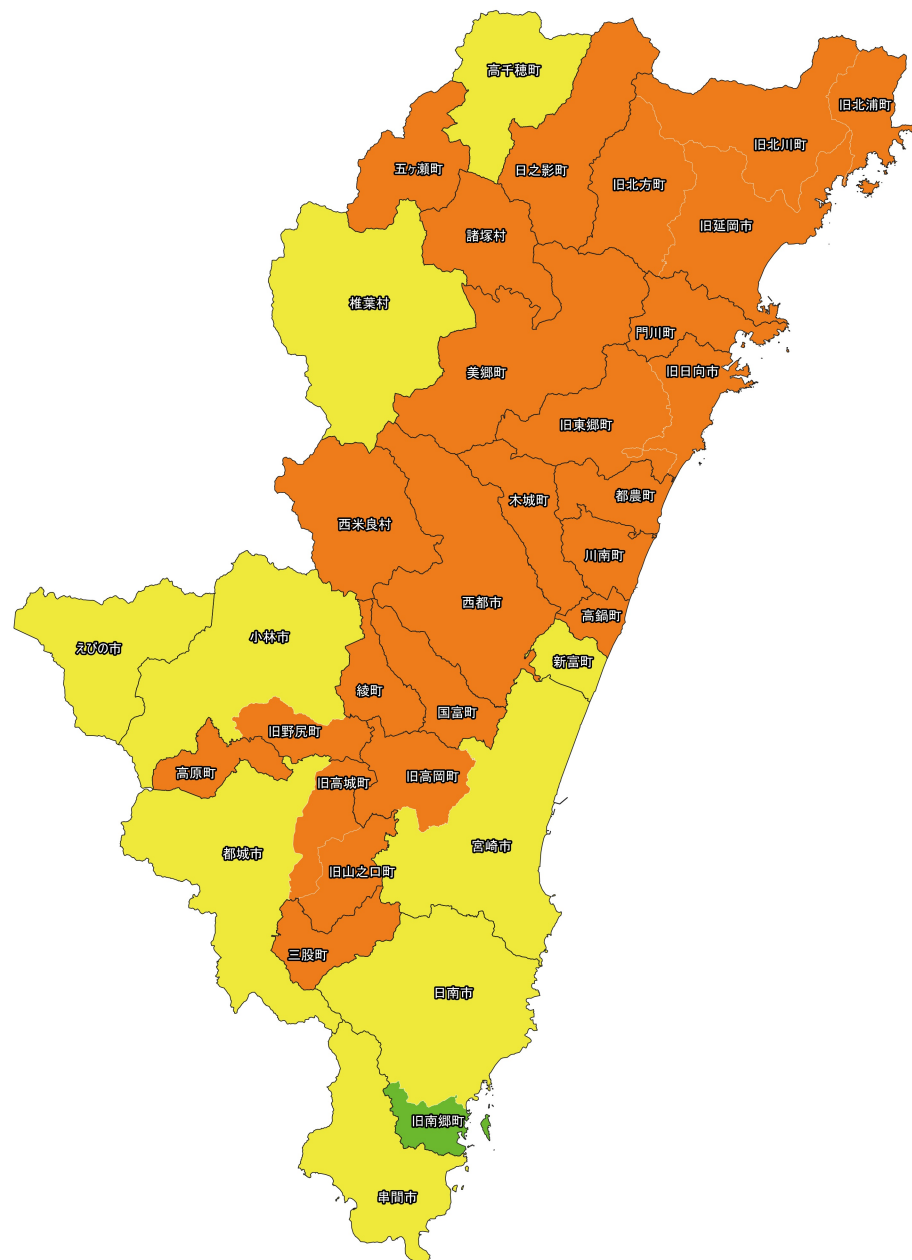 高千穂町
旧北浦町
旧北川町
五ヶ瀬町
日之影町
旧北方町
旧延岡市
諸塚村
椎葉村
門川町
美郷町
旧日向市
旧東郷町
木城町
都農町
西米良村
川南町
西都市
高鍋町
小林市
えびの市
新富町
綾町
国富町
旧野尻町
高原町
旧高城町
旧高岡町
宮崎市
都城市
旧山之口町
三股町
日南市
旧南郷町
串間市